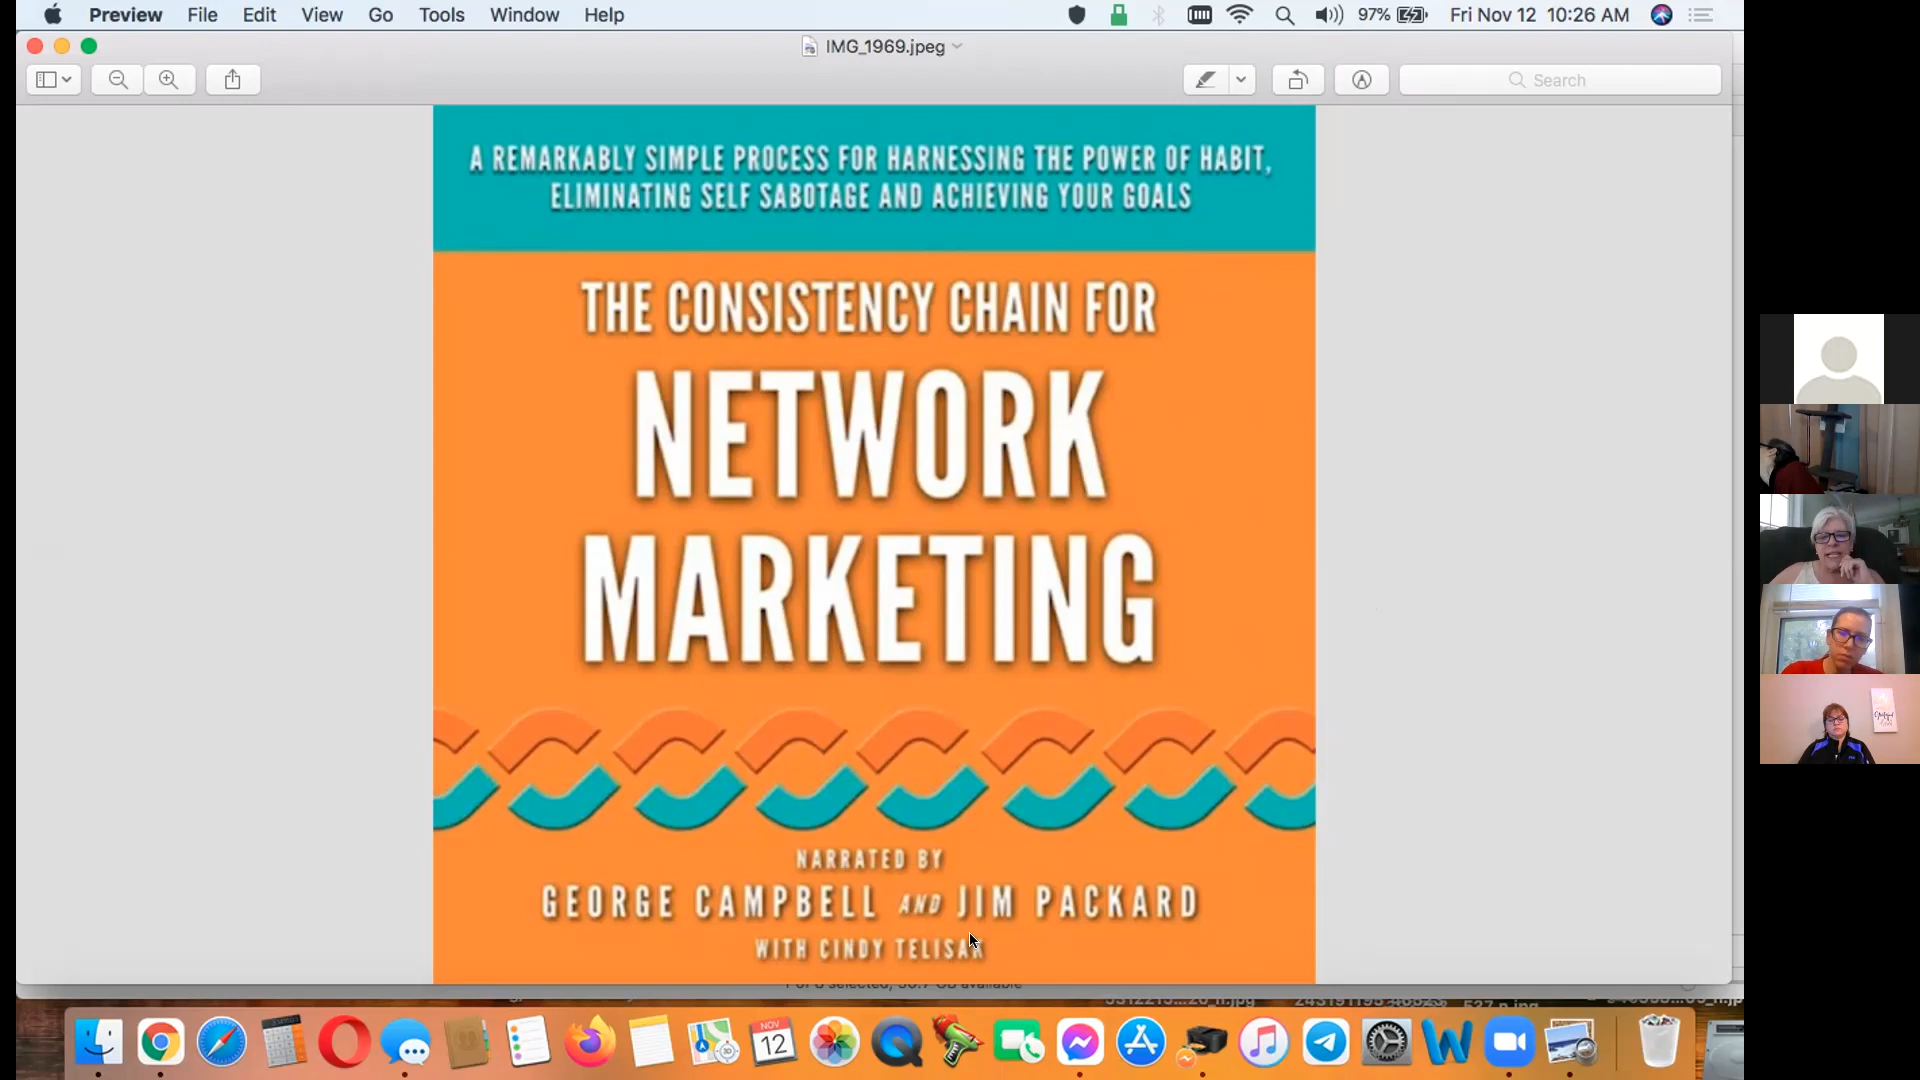 Preview File Edit View Go Tools Window Help 97% Fri Nov 12 10:26 AM
IMG_1969.jpeg
Search
A REMARKABLY SIMPLE PROCESS FOR HARNESSING THE POWER OF HABIT,
ELIMINATING SELF SABOTAGE AND ACHIEVING YOUR GOALS
THE CONSISTENCY CHAIN FOR
NETWORK
MARKETING
NARRATED BY
GEORGE CAMPBELL AND JIM PACKARD
WITH CINDY TELISAK
NOV
12